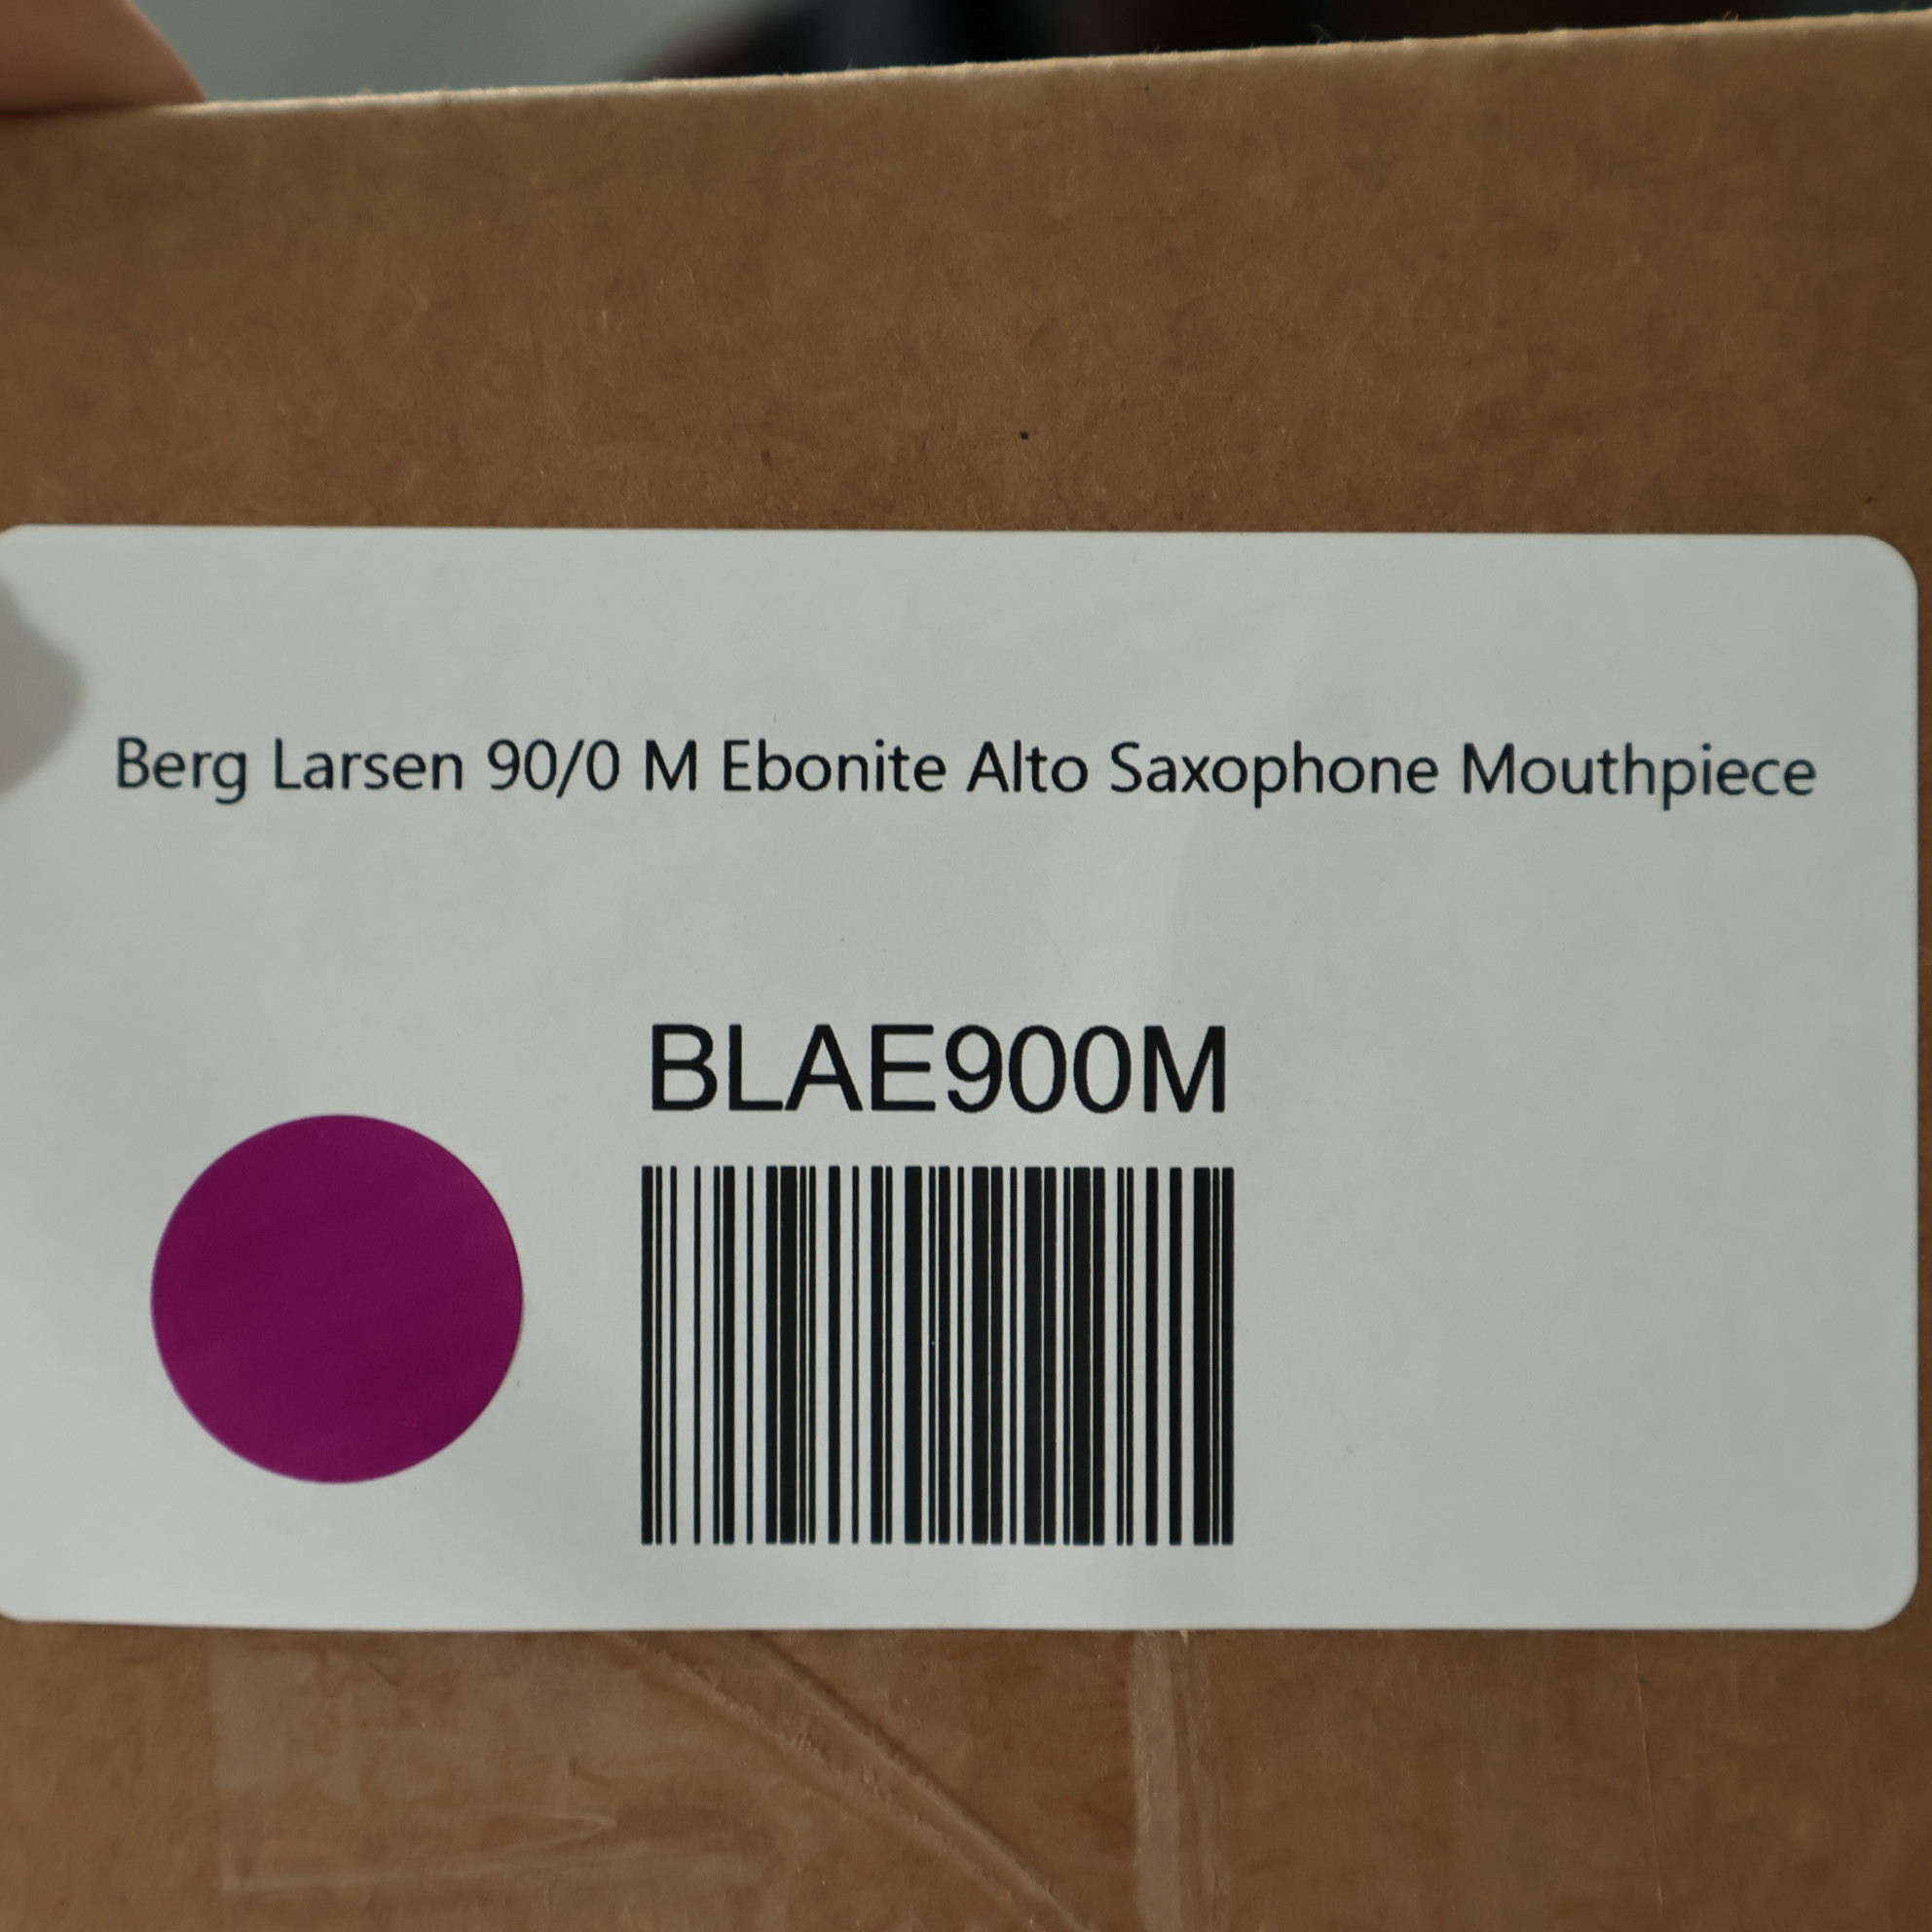 Berg Larsen 90/0 M Ebonite Alto Saxophone Mouthpiece
BLAE900M